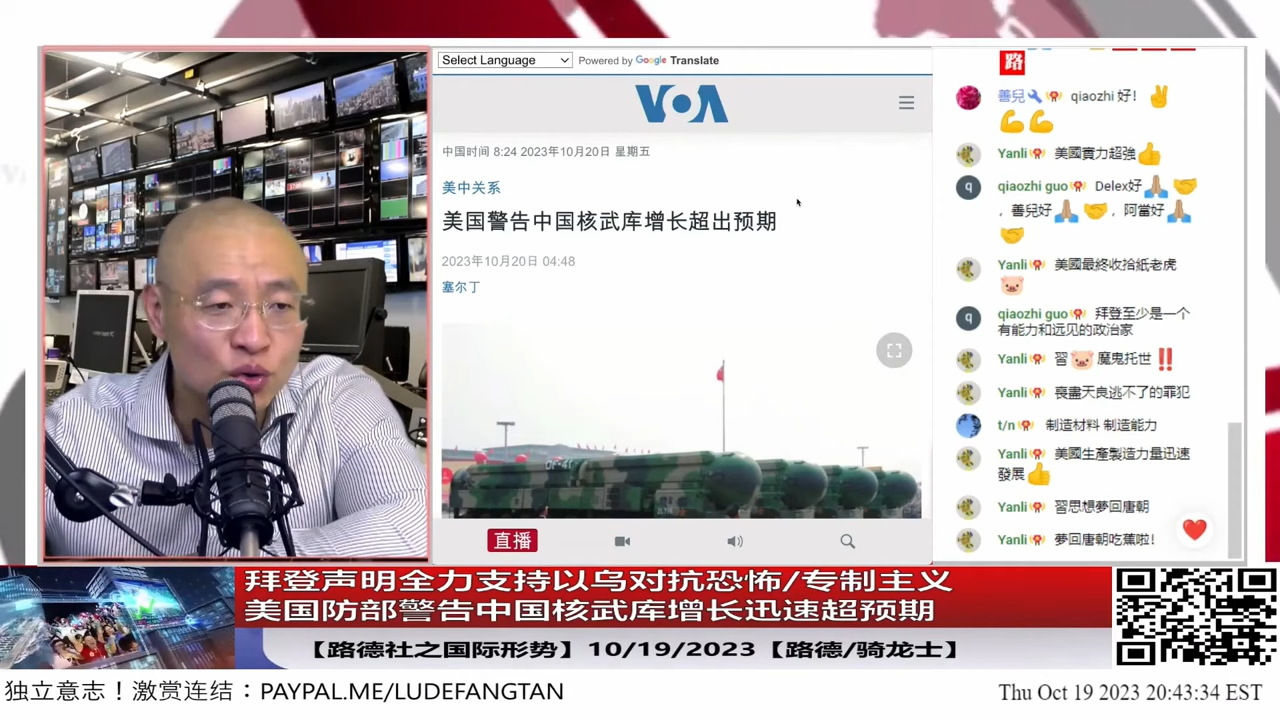 Select Language
Powered by Google Translate
VOA
中国时间 8:24 2023年10月20日 星期五
美中关系
美国警告中国核武库增长超出预期
2023年10月20日 04:48
塞尔丁
DF-41
直播
路
善兒 qiaozhi 好!
Yanli 美國實力超強
qiaozhi guo Delex好
，善兒好 ，阿當好
Yanli 美國最終收拾紙老虎
q
qiaozhi guo 拜登至少是一个
有能力和远见的政治家
Yanli 習 魔鬼托世
Yanli 喪盡天良逃不了的罪犯
t/n 制造材料 制造能力
Yanli 美國生產製造力量迅速
發展
Yanli 習思想夢回唐朝
Yanli 夢回唐朝吃蕉啦!
拜登声明全力支持以乌对抗恐怖/专制主义
美国防部警告中国核武库增长迅速超预期
【路德社之国际形势】10/19/2023【路德/骑龙士】
独立意志！激赏连结：PAYPAL.ME/LUDEFANGTAN
Thu Oct 19 2023 20:43:34 EST